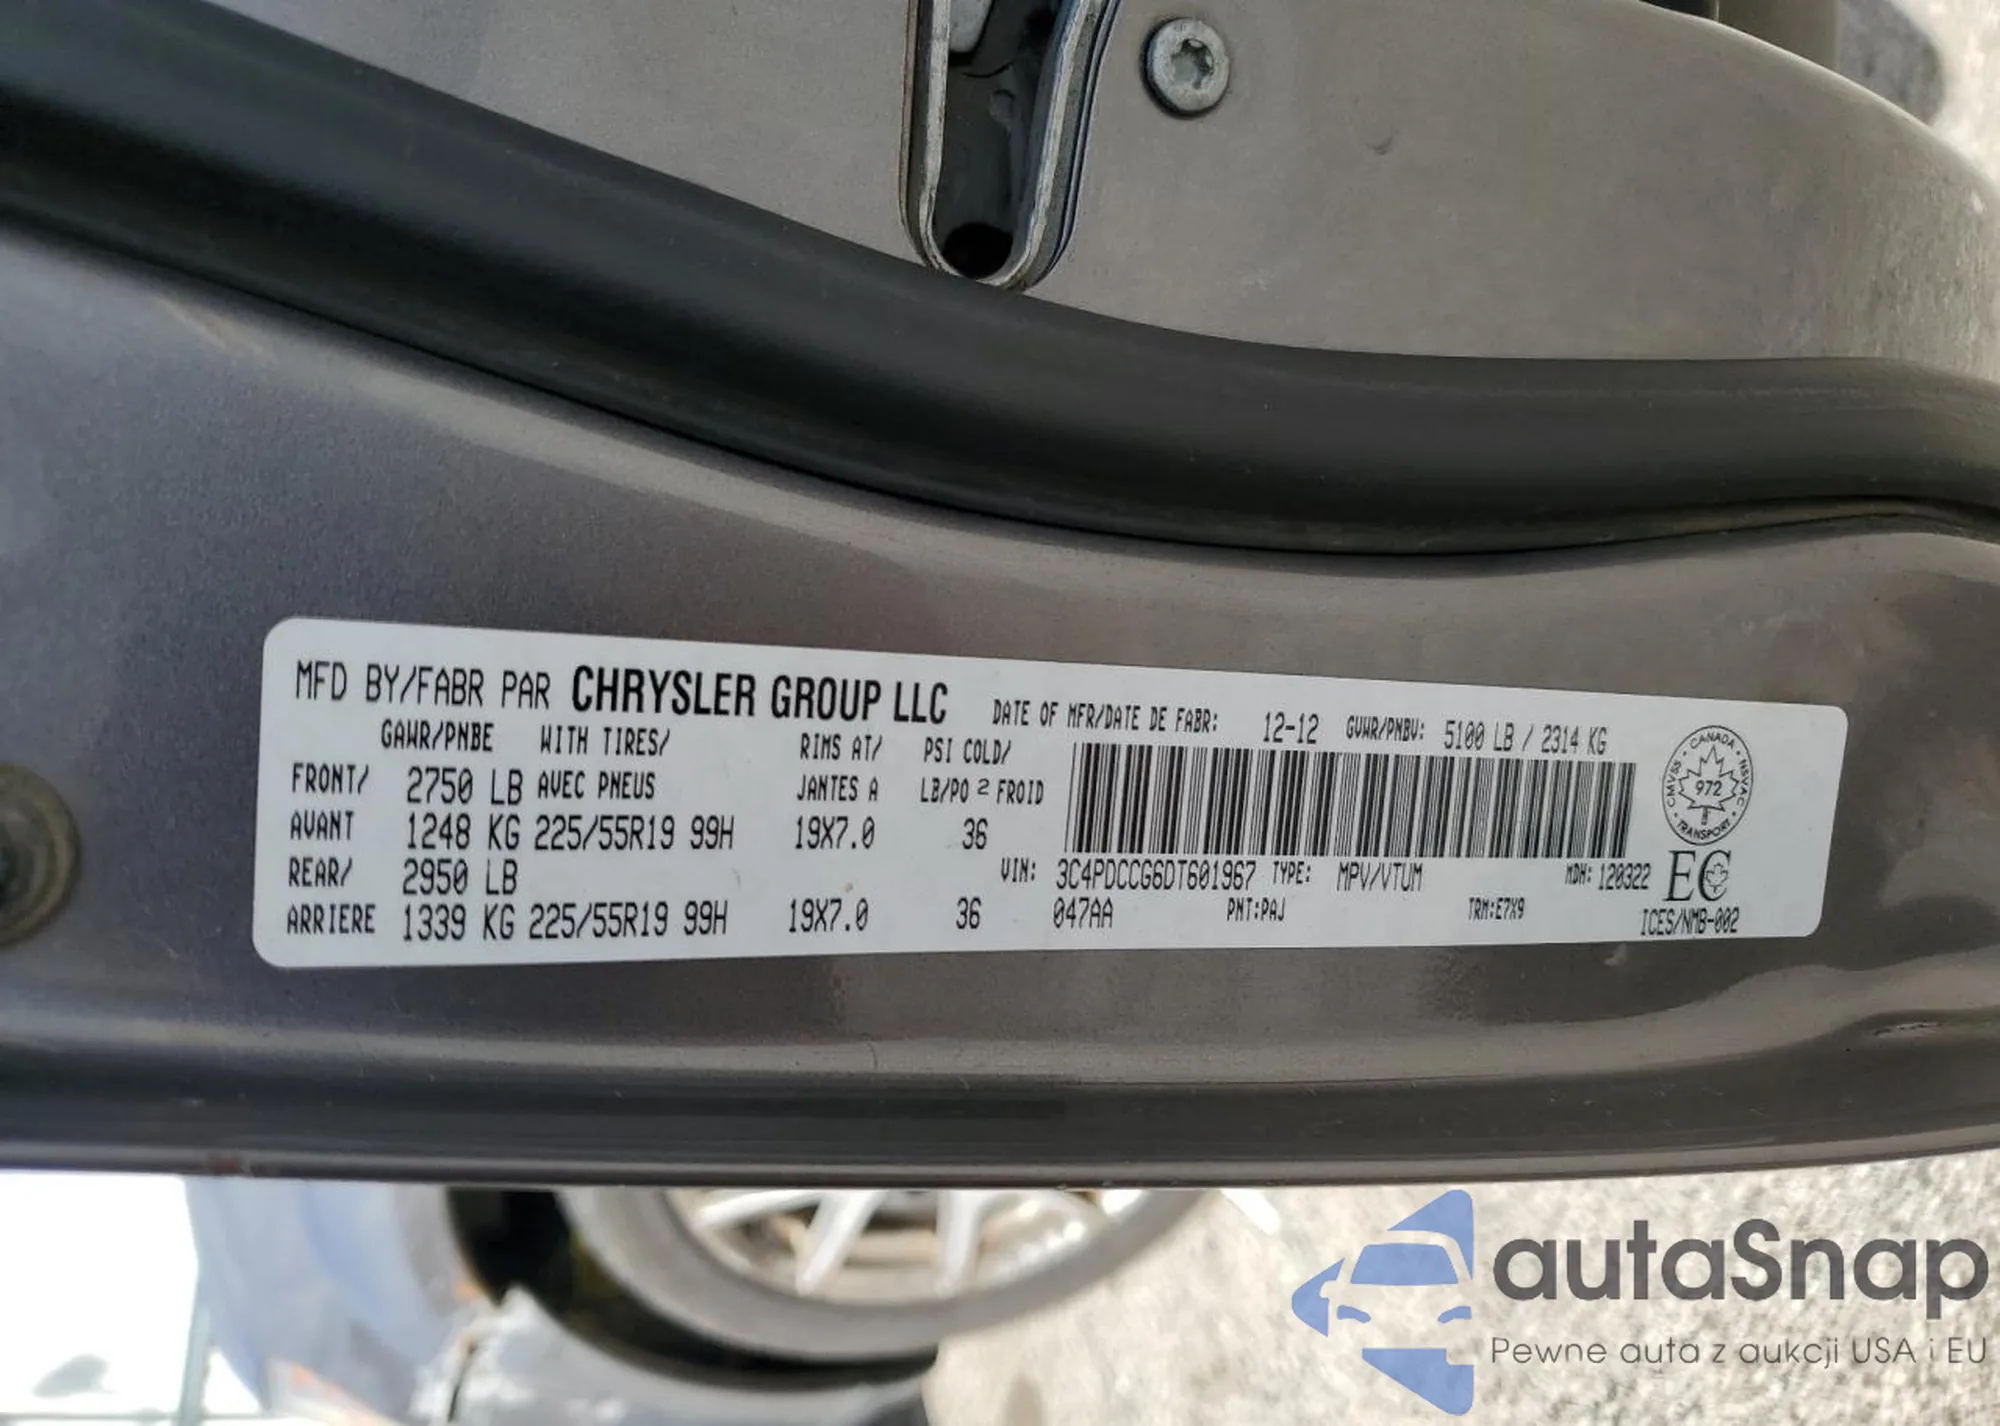 MFD BY/FABR PAR CHRYSLER GROUP LLC DATE OF MFR/DATE DE FABR: 12-12 GVWR/PNBV: 5100 LB / 2314 KG
GAWR/PNBE WITH TIRES/ RIMS AT/ PSI COLD/
FRONT/ 2750 LB AVEC PNEUS JANTES A LB/PO 2 FROID
AVANT 1248 KG 225/55R19 99H 19X7.0 36
REAR/ 2950 LB VIN: 3C4PDCCG6DT601967 TYPE: MPV/VTUM MDH: 120322
ARRIERE 1339 KG 225/55R19 99H 19X7.0 36 047AA PNT:PAJ TRM:E7X9
CANADA
CMVSS 972 NSVAC
TRANSPORT
EC
ICES/NMB-002
autaSnap
Pewne auta z aukcji USA i EU